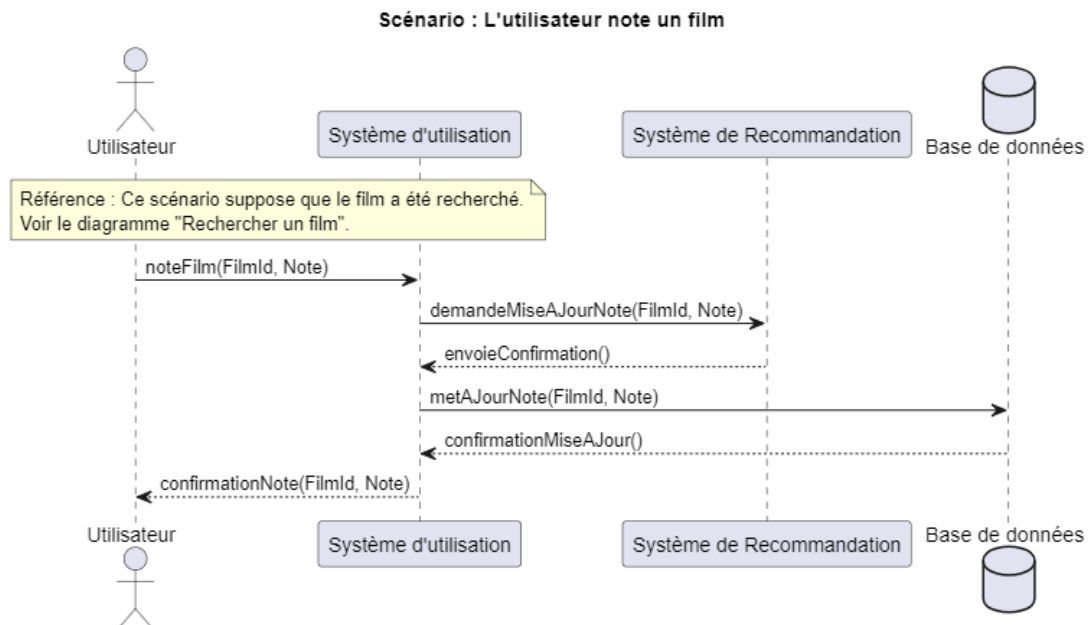 Scénario : L'utilisateur note un film
Utilisateur
Système d'utilisation
Système de Recommandation
Base de données
Référence : Ce scénario suppose que le film a été recherché.
Voir le diagramme "Rechercher un film".
noteFilm(FilmId, Note)
demandeMiseAJourNote(FilmId, Note)
envoieConfirmation()
metAJourNote(FilmId, Note)
confirmationMiseAJour()
confirmationNote(FilmId, Note)
Utilisateur
Système d'utilisation
Système de Recommandation
Base de données